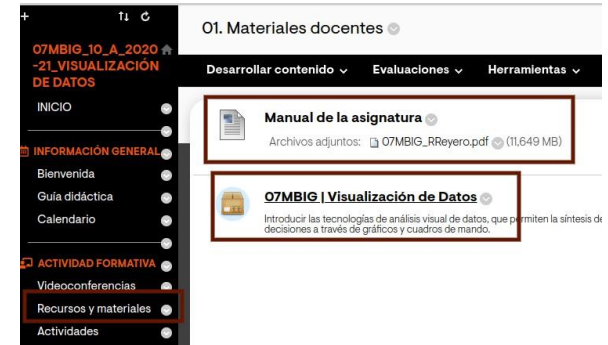 07MBIG_10_A_2020
-21_VISUALIZACIÓN
DE DATOS
INICIO
INFORMACIÓN GENERAL
Bienvenida
Guía didáctica
Calendario
ACTIVIDAD FORMATIVA
Videoconferencias
Recursos y materiales
Actividades
01. Materiales docentes
Desarrollar contenido
Evaluaciones
Herramientas
Manual de la asignatura
Archivos adjuntos: 07MBIG_RReyero.pdf (11,649 MB)
07MBIG | Visualización de Datos
Introducir las tecnologías de análisis visual de datos, que permiten la síntesis de
decisiones a través de gráficos y cuadros de mando.